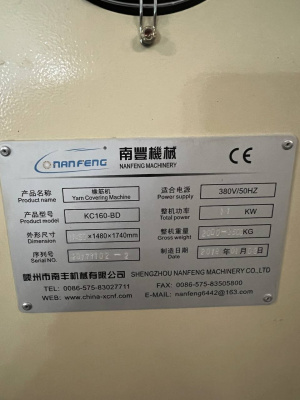 NANFENG
南豐機械
NANFENG MACHINERY
CE
产品名称 缠筋机 适合电源 380V/50HZ
Product name Yarn Covering Machine Power supply
产品型号 KC160-BD 整机功率 KW
Product model Total power
外形尺寸 ×1480×1740mm 整机重量 KG
Dimension Gross weight
序列号 制造日期 年 月 日
Serial NO.
嵊州市南丰机械有限公司 SHENGZHOU NANFENG MACHINERY CO.,LTD
TEL: 0086-575-83027711 FAX: 0086-575-83505800
WEB: www.china-xcnf.com E-MAIL: nanfeng6442@163.com